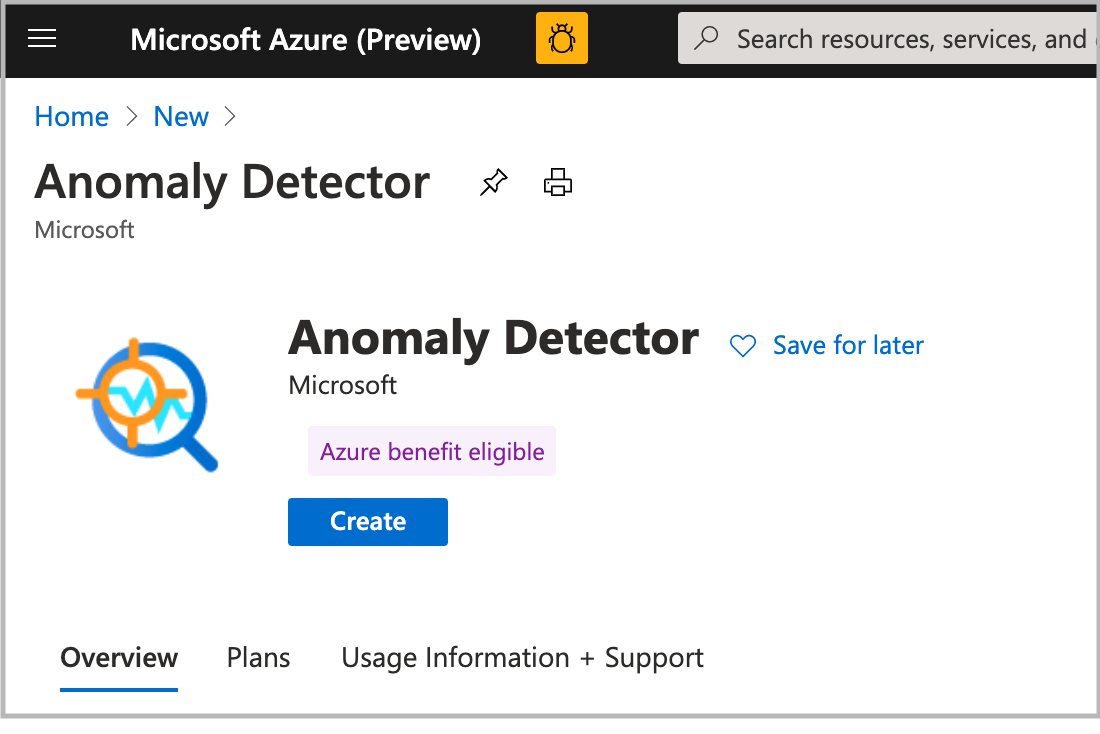 Microsoft Azure (Preview)
Search resources, services, and
Home > New >
Anomaly Detector
Microsoft
Anomaly Detector
Save for later
Microsoft
Azure benefit eligible
Create
Overview Plans Usage Information + Support